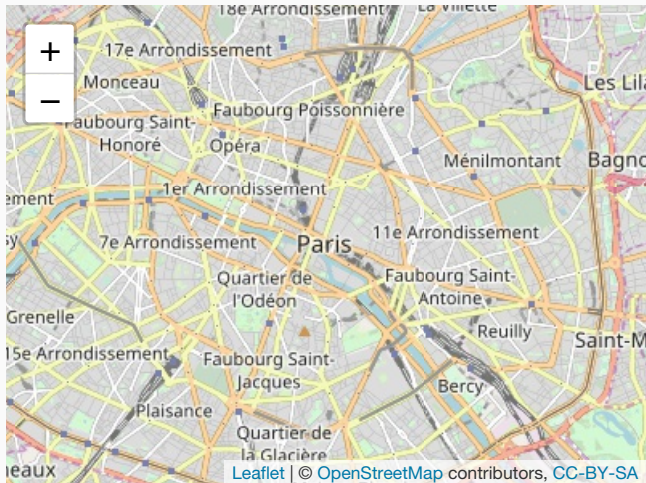 18e Arrondissement
La Villette
+
17e Arrondissement
Monceau
Les Lila
−
Faubourg Poissonnière
Faubourg Saint-
Honoré
Opéra
Ménilmontant
Bagno
1er Arrondissement
ement
7e Arrondissement
Paris
11e Arrondissement
sy
Quartier de
l'Odéon
Faubourg Saint-
Antoine
Grenelle
Reuilly
Saint-M
15e Arrondissement
Faubourg Saint-
Jacques
Bercy
Plaisance
Quartier de
la Glacière
neaux
Leaflet | © OpenStreetMap contributors, CC-BY-SA